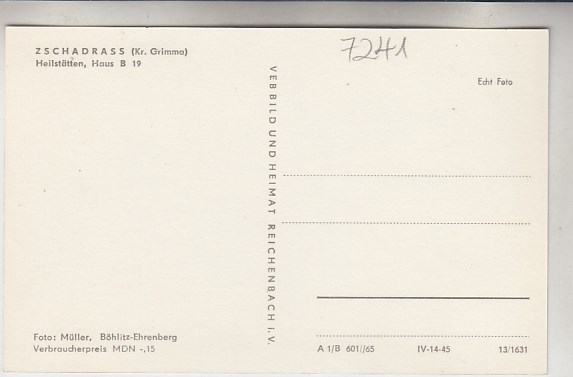 ZSCHADRASS (Kr. Grimma)
Heilstätten, Haus B 19
7241
Echt Foto
VEB BILD UND HEIMAT REICHENBACH I. V.
Foto: Müller, Böhlitz-Ehrenberg
Verbraucherpreis MDN -,15
A 1/B 601//65 IV-14-45 13/1631